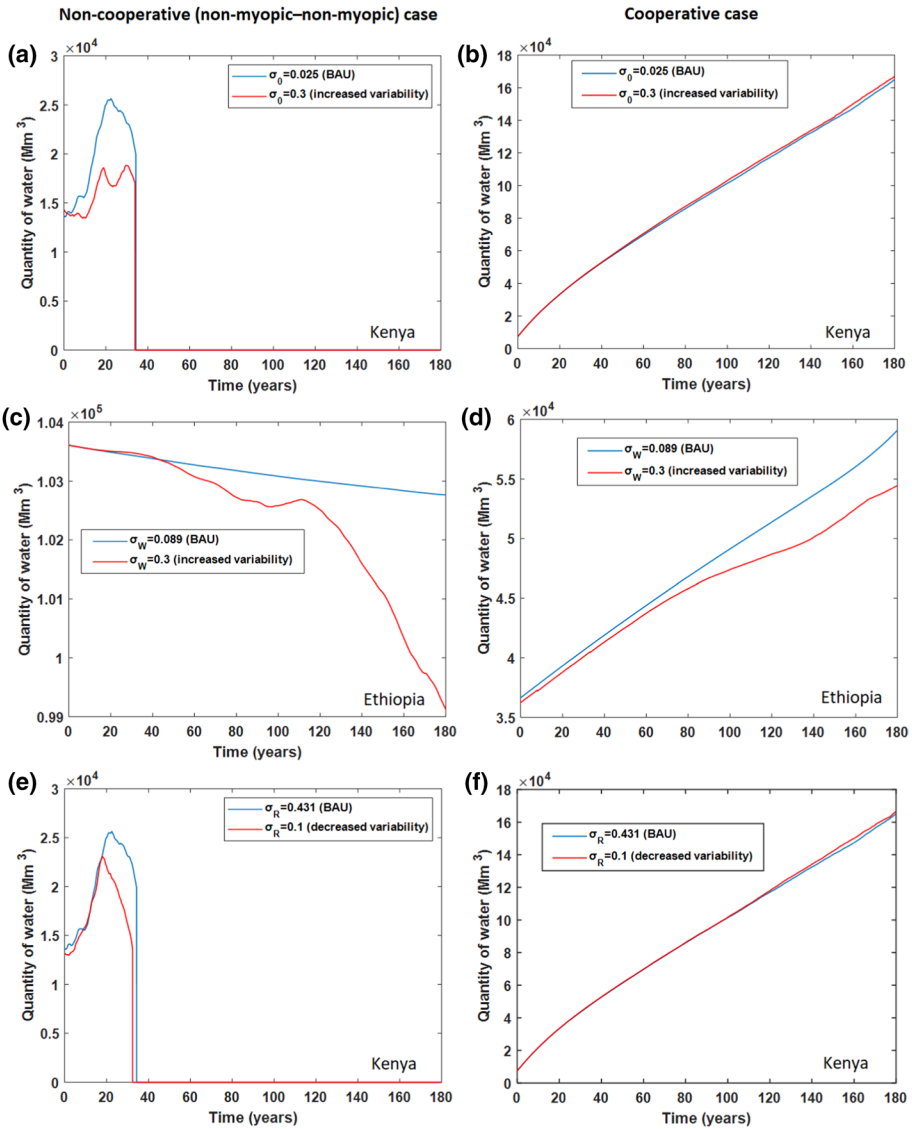 Non-cooperative (non-myopic–non-myopic) case
Cooperative case
(a)
×10⁴
3
2.5
2
1.5
1
0.5
0
Quantity of water (Mm³)
σ₀=0.025 (BAU)
σ₀=0.3 (increased variability)
Kenya
0 20 40 60 80 100 120 140 160 180
Time (years)
(b)
×10⁴
18
16
14
12
10
8
6
4
2
0
Quantity of water (Mm³)
σ₀=0.025 (BAU)
σ₀=0.3 (increased variability)
Kenya
0 20 40 60 80 100 120 140 160 180
Time (years)
(c)
×10⁵
1.04
1.03
1.02
1.01
1
0.99
Quantity of water (Mm³)
σW=0.089 (BAU)
σW=0.3 (increased variability)
Ethiopia
0 20 40 60 80 100 120 140 160 180
Time (years)
(d)
×10⁴
6
5.5
5
4.5
4
3.5
Quantity of water (Mm³)
σW=0.089 (BAU)
σW=0.3 (increased variability)
Ethiopia
0 20 40 60 80 100 120 140 160 180
Time (years)
(e)
×10⁴
3
2.5
2
1.5
1
0.5
0
Quantity of water (Mm³)
σR=0.431 (BAU)
σR=0.1 (decreased variability)
Kenya
0 20 40 60 80 100 120 140 160 180
Time (years)
(f)
×10⁴
18
16
14
12
10
8
6
4
2
0
Quantity of water (Mm³)
σR=0.431 (BAU)
σR=0.1 (decreased variability)
Kenya
0 20 40 60 80 100 120 140 160 180
Time (years)